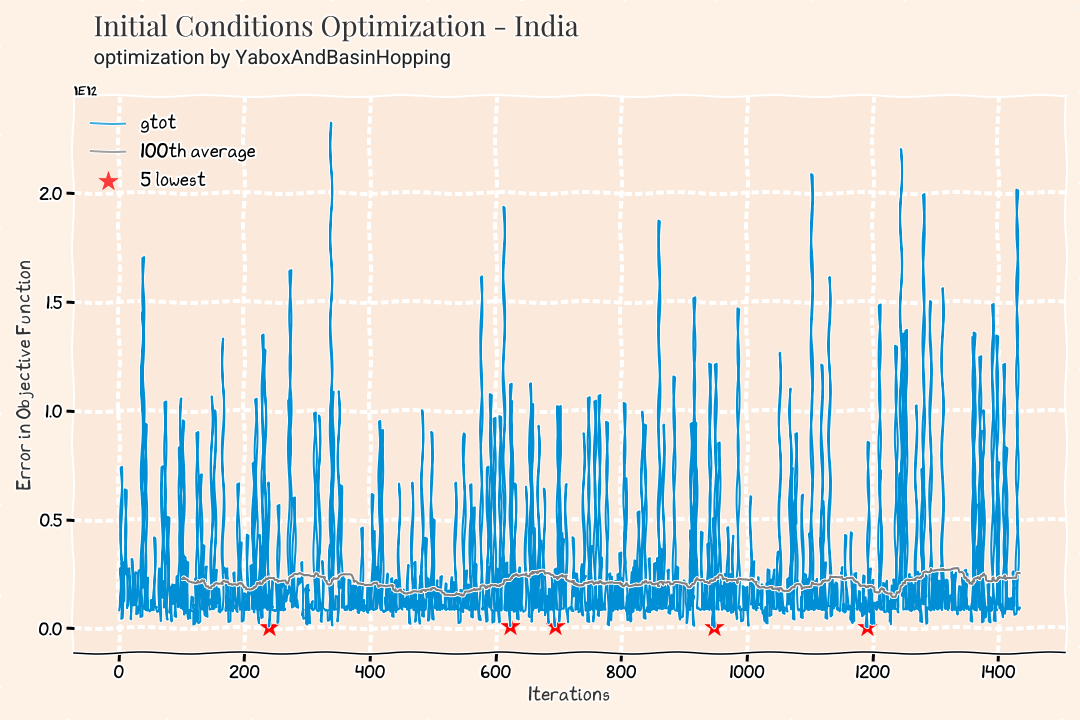 Initial Conditions Optimization - India
optimization by YaboxAndBasinHopping
1E12
gtot
100th average
5 lowest
2.0
1.5
1.0
0.5
0.0
Error in Objective Function
0 200 400 600 800 1000 1200 1400
Iterations